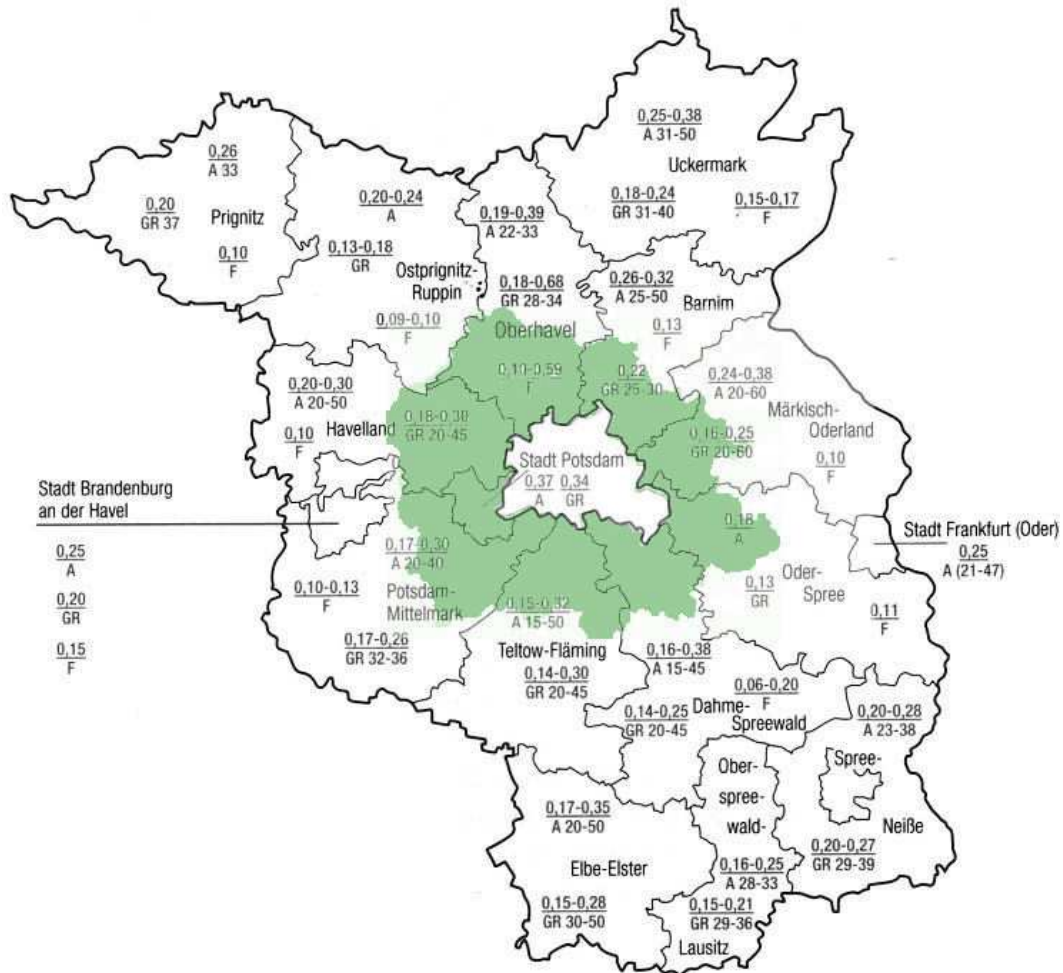 0,25-0,38
A 31-50
Uckermark
0,18-0,24
GR 31-40
0,15-0,17
F
0,26
A 33
0,20
GR 37
Prignitz
0,10
F
0,20-0,24
A
0,13-0,18
GR
Ostprignitz-
Ruppin
0,09-0,10
F
0,19-0,39
A 22-33
0,18-0,68
GR 28-34
Oberhavel
0,10-0,59
F
0,26-0,32
A 25-50
Barnim
0,13
F
0,22
GR 25-30
0,24-0,38
A 20-60
Märkisch-
Oderland
0,16-0,25
GR 20-60
0,10
F
0,20-0,30
A 20-50
Havelland
0,18-0,30
GR 20-45
0,10
F
Stadt Potsdam
0,37 0,34
A GR
Stadt Brandenburg
an der Havel
0,25
A
0,20
GR
0,15
F
0,17-0,30
A 20-40
0,10-0,13
F
Potsdam-
Mittelmark
0,17-0,26
GR 32-36
0,18
A
0,13
GR
Oder-
Spree
0,11
F
Stadt Frankfurt (Oder)
0,25
A (21-47)
0,15-0,32
A 15-50
Teltow-Fläming
0,14-0,30
GR 20-45
0,16-0,38
A 15-45
0,06-0,20
F
Dahme-
Spreewald
0,14-0,25
GR 20-45
0,20-0,28
A 23-38
Spree-
Neiße
0,20-0,27
GR 29-39
Ober-
spree-
wald-
0,16-0,25
A 28-33
0,15-0,21
GR 29-36
Lausitz
0,17-0,35
A 20-50
Elbe-Elster
0,15-0,28
GR 30-50